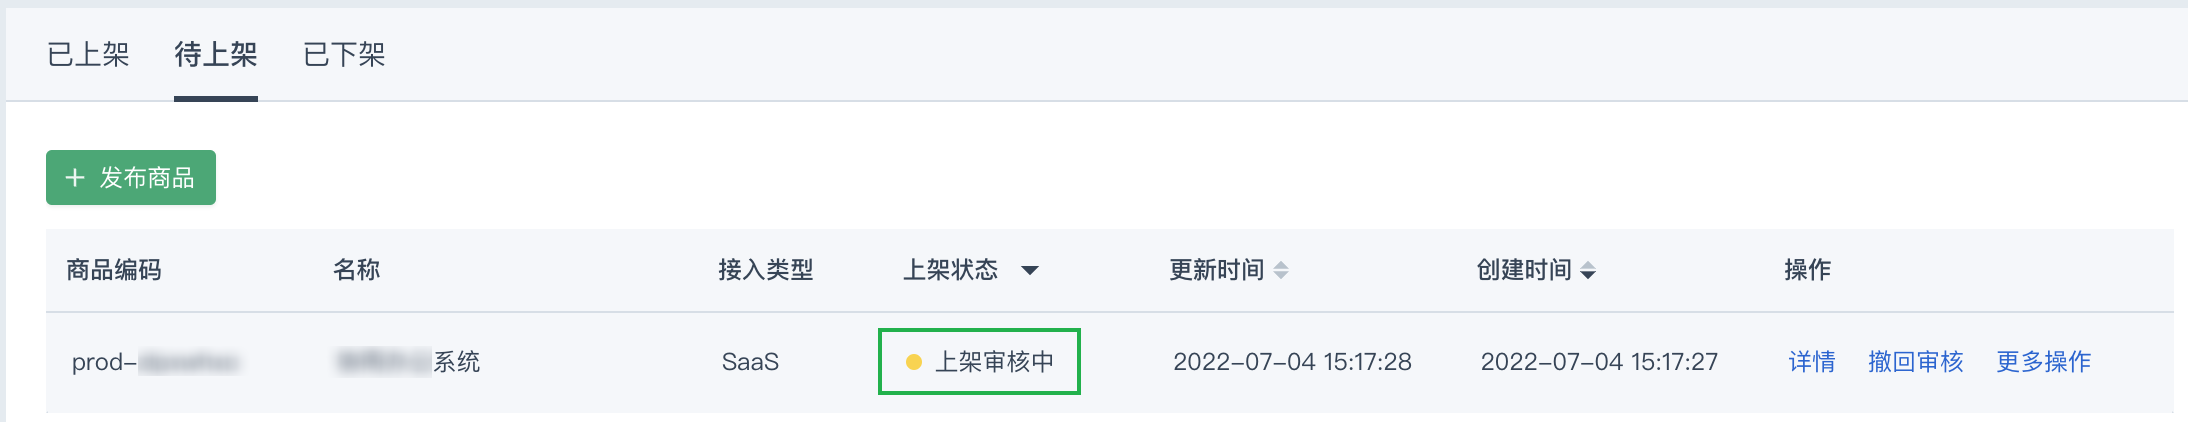 已上架 待上架 已下架
+ 发布商品
商品编码 名称 接入类型 上架状态 更新时间 创建时间 操作
prod- 系统 SaaS 上架审核中 2022-07-04 15:17:28 2022-07-04 15:17:27 详情 撤回审核 更多操作